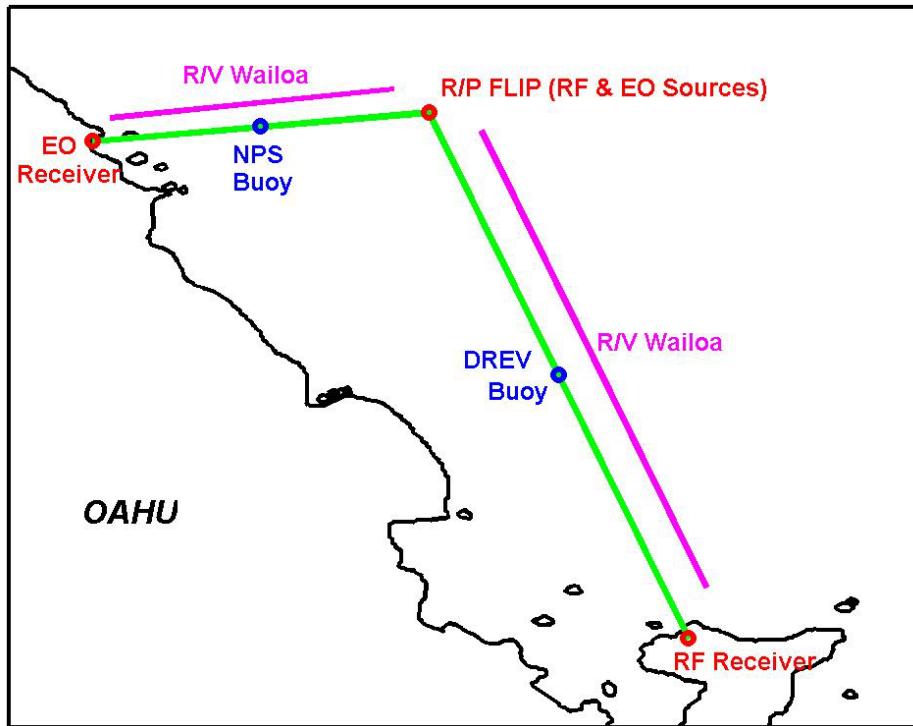 R/V Wailoa
R/P FLIP (RF & EO Sources)
EO
Receiver
NPS
Buoy
R/V Wailoa
DREV
Buoy
OAHU
RF Receiver